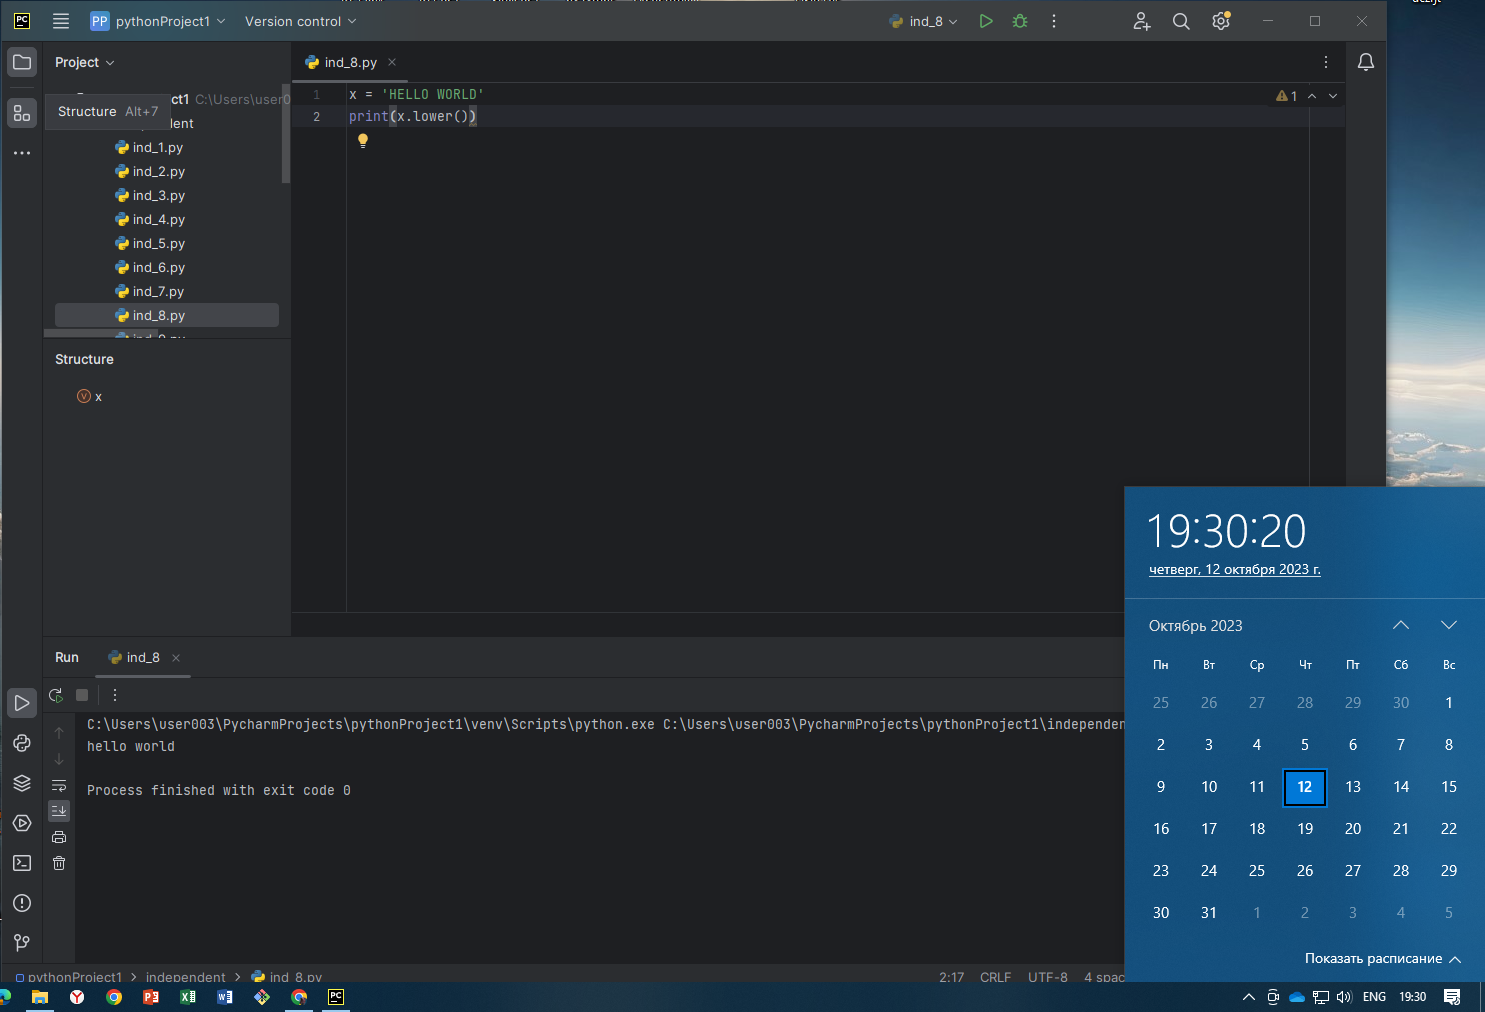 PC PP pythonProject1 Version control ind_8
Project ind_8.py
ct1 C:\Users\user0
Structure Alt+7
dent
ind_1.py
ind_2.py
ind_3.py
ind_4.py
ind_5.py
ind_6.py
ind_7.py
ind_8.py
1 x = 'HELLO WORLD'
2 print(x.lower())
1
Structure
V x
Run ind_8
C:\Users\user003\PycharmProjects\pythonProject1\venv\Scripts\python.exe C:\Users\user003\PycharmProjects\pythonProject1\independen
hello world
Process finished with exit code 0
pythonProject1 > independent > ind_8.py 2:17 CRLF UTF-8 4 spac
19:30:20
четверг, 12 октября 2023 г.
Октябрь 2023
Пн Вт Ср Чт Пт Сб Вс
25 26 27 28 29 30 1
2 3 4 5 6 7 8
9 10 11 12 13 14 15
16 17 18 19 20 21 22
23 24 25 26 27 28 29
30 31 1 2 3 4 5
Показать расписание
ENG 19:30